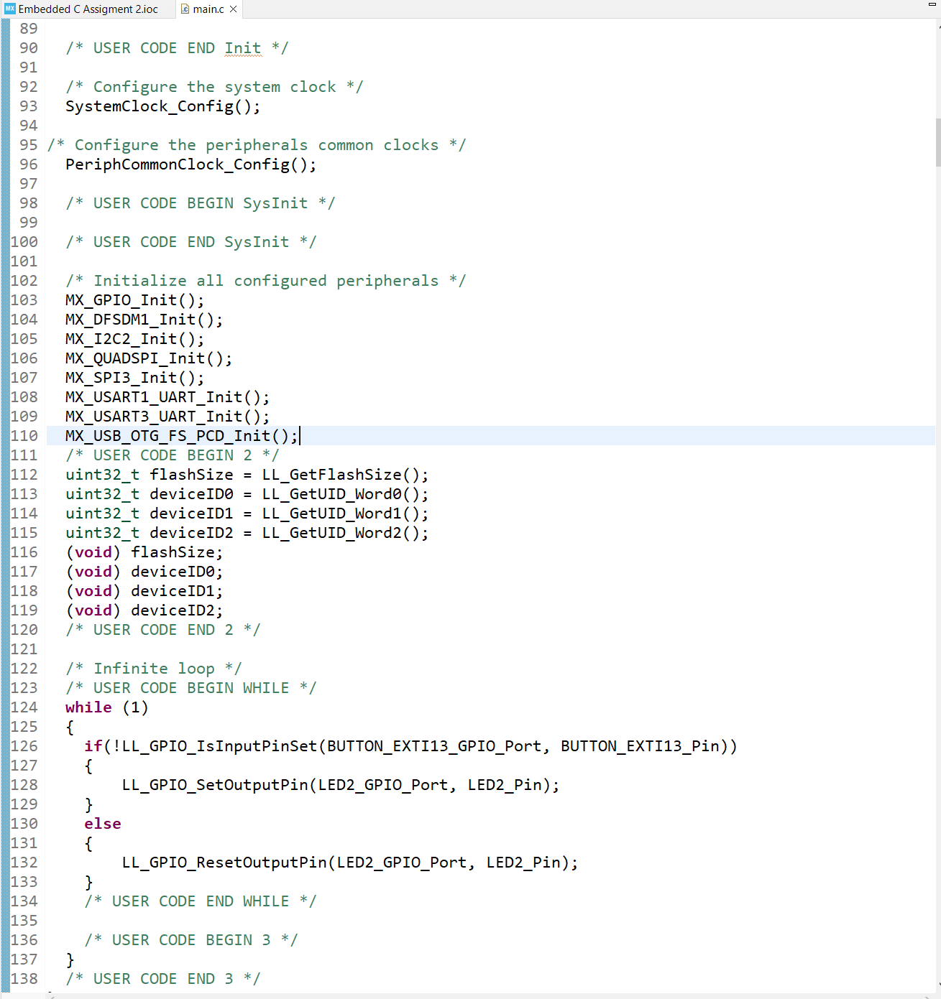 MX Embedded C Assigment 2.ioc .c main.c
89
90 /* USER CODE END Init */
91
92 /* Configure the system clock */
93 SystemClock_Config();
94
95 /* Configure the peripherals common clocks */
96 PeriphCommonClock_Config();
97
98 /* USER CODE BEGIN SysInit */
99
100 /* USER CODE END SysInit */
101
102 /* Initialize all configured peripherals */
103 MX_GPIO_Init();
104 MX_DFSDM1_Init();
105 MX_I2C2_Init();
106 MX_QUADSPI_Init();
107 MX_SPI3_Init();
108 MX_USART1_UART_Init();
109 MX_USART3_UART_Init();
110 MX_USB_OTG_FS_PCD_Init();
111 /* USER CODE BEGIN 2 */
112 uint32_t flashSize = LL_GetFlashSize();
113 uint32_t deviceID0 = LL_GetUID_Word0();
114 uint32_t deviceID1 = LL_GetUID_Word1();
115 uint32_t deviceID2 = LL_GetUID_Word2();
116 (void) flashSize;
117 (void) deviceID0;
118 (void) deviceID1;
119 (void) deviceID2;
120 /* USER CODE END 2 */
121
122 /* Infinite loop */
123 /* USER CODE BEGIN WHILE */
124 while (1)
125 {
126 if(!LL_GPIO_IsInputPinSet(BUTTON_EXTI13_GPIO_Port, BUTTON_EXTI13_Pin))
127 {
128 LL_GPIO_SetOutputPin(LED2_GPIO_Port, LED2_Pin);
129 }
130 else
131 {
132 LL_GPIO_ResetOutputPin(LED2_GPIO_Port, LED2_Pin);
133 }
134 /* USER CODE END WHILE */
135
136 /* USER CODE BEGIN 3 */
137 }
138 /* USER CODE END 3 */